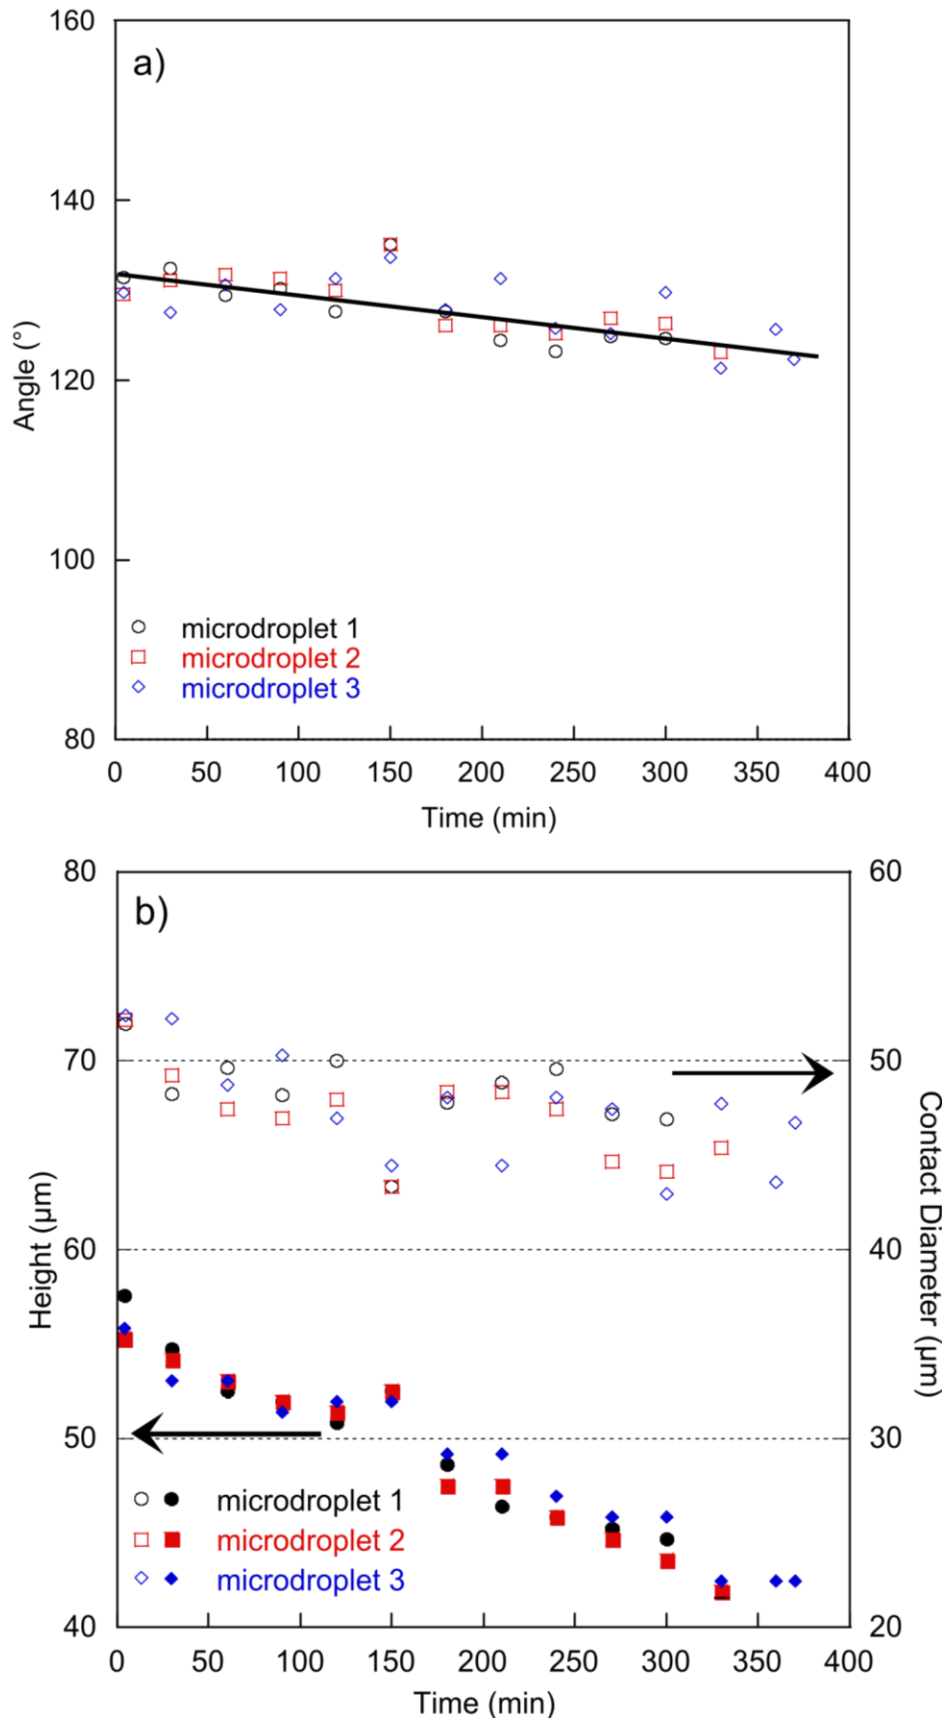 160
a)
140
120
100
80
Angle (°)
microdroplet 1
microdroplet 2
microdroplet 3
0 50 100 150 200 250 300 350 400
Time (min)
80 60
b)
70 50
60 40
50 30
40 20
Height (μm)
Contact Diameter (μm)
microdroplet 1
microdroplet 2
microdroplet 3
0 50 100 150 200 250 300 350 400
Time (min)